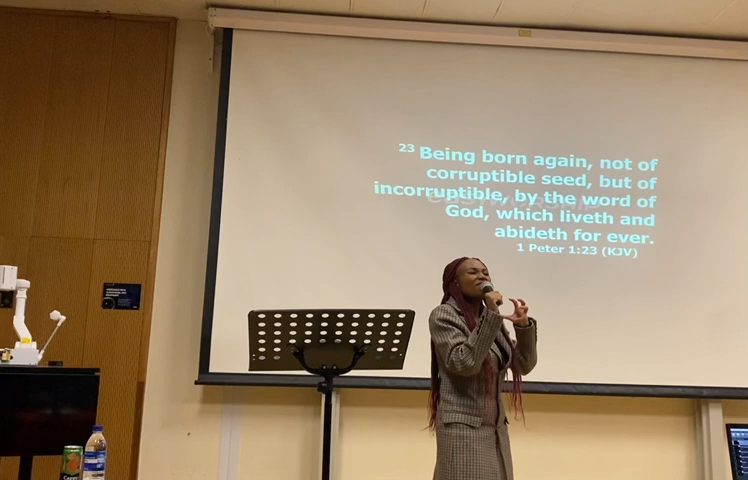 23 Being born again, not of
corruptible seed, but of
incorruptible, by the word of
God, which liveth and
abideth for ever.
1 Peter 1:23 (KJV)